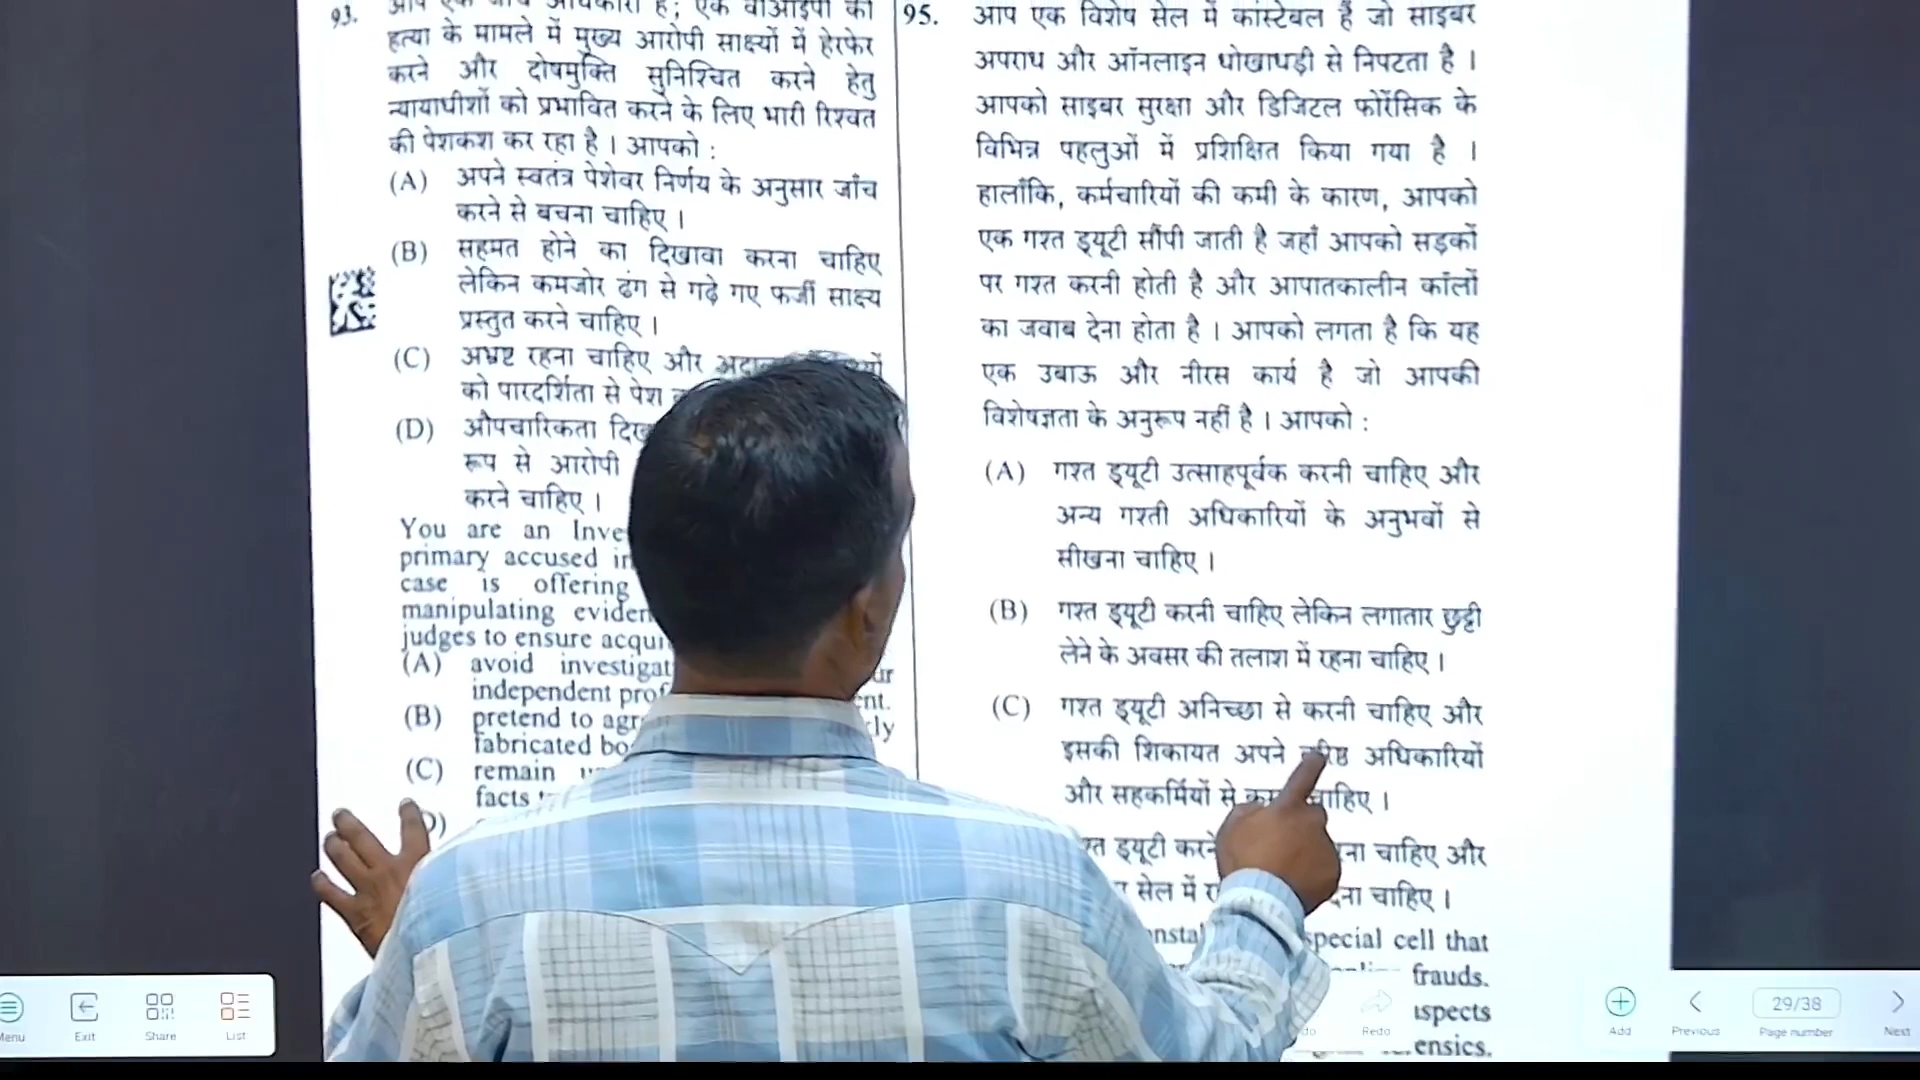 93. आप एक जाँच अधिकारी हैं; एक वीआईपी की
हत्या के मामले में मुख्य आरोपी साक्ष्यों में हेरफेर
करने और दोषमुक्ति सुनिश्चित करने हेतु
न्यायाधीशों को प्रभावित करने के लिए भारी रिश्वत
की पेशकश कर रहा है । आपको :
(A) अपने स्वतंत्र पेशेवर निर्णय के अनुसार जाँच
करने से बचना चाहिए ।
(B) सहमत होने का दिखावा करना चाहिए
लेकिन कमजोर ढंग से गढ़े गए फर्जी साक्ष्य
प्रस्तुत करने चाहिए ।
(C) अभ्रष्ट रहना चाहिए और
को पारदर्शिता से पेश
(D) औपचारिकता
रूप से आरोपी
करने चाहिए ।
You are an
primary accused
case is offering
manipulating
judges to ensure
(A) avoid
independent
(B) pretend to
fabricated
(C) remain
facts
95. आप एक विशेष सेल में कांस्टेबल हैं जो साइबर
अपराध और ऑनलाइन धोखाधड़ी से निपटता है ।
आपको साइबर सुरक्षा और डिजिटल फोरेंसिक के
विभिन्न पहलुओं में प्रशिक्षित किया गया है ।
हालाँकि, कर्मचारियों की कमी के कारण, आपको
एक गश्त ड्यूटी सौंपी जाती है जहाँ आपको सड़कों
पर गश्त करनी होती है और आपातकालीन कॉलों
का जवाब देना होता है । आपको लगता है कि यह
एक उबाऊ और नीरस कार्य है जो आपकी
विशेषज्ञता के अनुरूप नहीं है । आपको :
(A) गश्त ड्यूटी उत्साहपूर्वक करनी चाहिए और
अन्य गश्ती अधिकारियों के अनुभवों से
सीखना चाहिए ।
(B) गश्त ड्यूटी करनी चाहिए लेकिन लगातार छुट्टी
लेने के अवसर की तलाश में रहना चाहिए ।
(C) गश्त ड्यूटी अनिच्छा से करनी चाहिए और
इसकी शिकायत अपने वरिष्ठ अधिकारियों
और सहकर्मियों से चाहिए ।
ड्यूटी करने चाहिए और
सेल में चाहिए ।
special cell that
frauds.
Menu Exit Share List Redo Add Previous 29/38 Page number Next